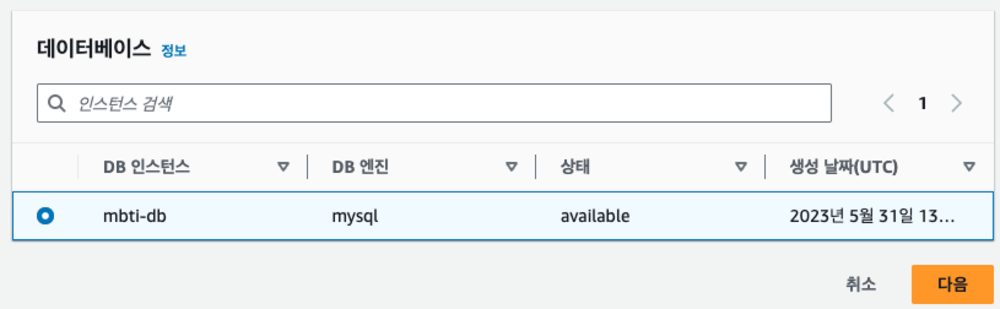 데이터베이스 정보
인스턴스 검색
1
DB 인스턴스 DB 엔진 상태 생성 날짜(UTC)
mbti-db mysql available 2023년 5월 31일 13...
취소 다음